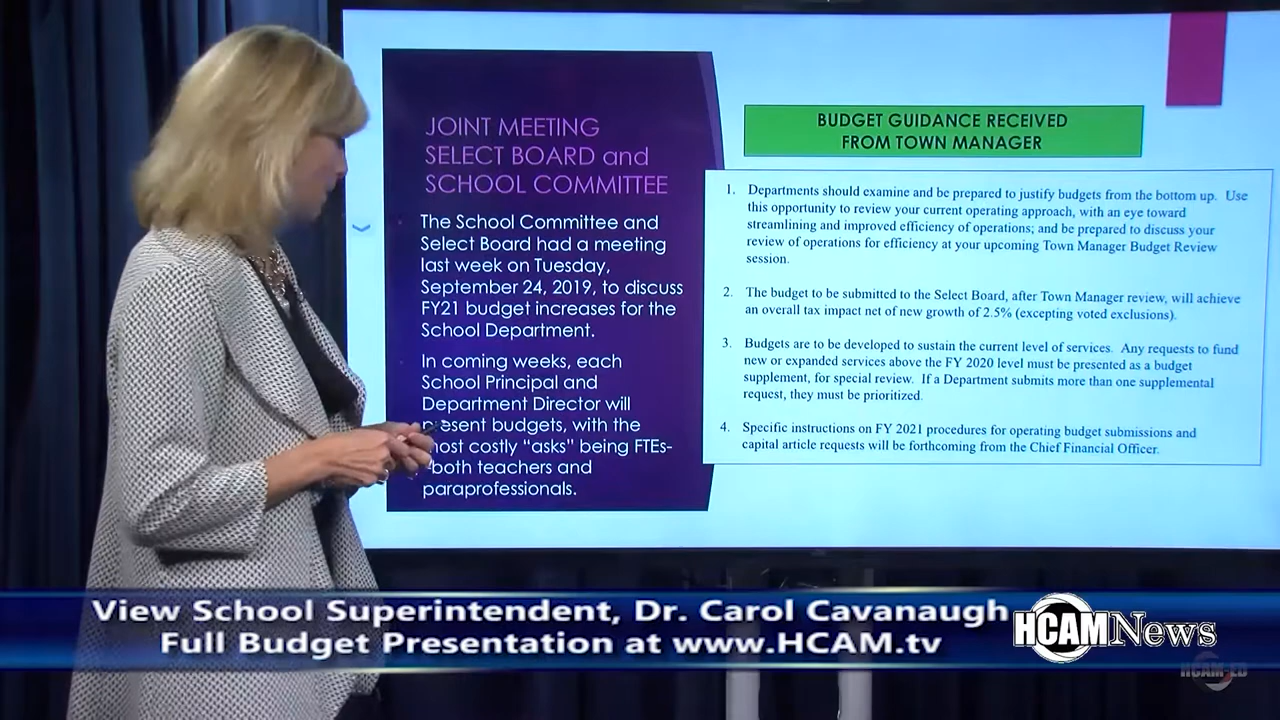 JOINT MEETING
SELECT BOARD and
SCHOOL COMMITTEE
The School Committee and
Select Board had a meeting
last week on Tuesday,
September 24, 2019, to discuss
FY21 budget increases for the
School Department.
In coming weeks, each
School Principal and
Department Director will
present budgets, with the
most costly “asks” being FTEs-
-both teachers and
paraprofessionals.
BUDGET GUIDANCE RECEIVED
FROM TOWN MANAGER
1. Departments should examine and be prepared to justify budgets from the bottom up. Use
this opportunity to review your current operating approach, with an eye toward
streamlining and improved efficiency of operations; and be prepared to discuss your
review of operations for efficiency at your upcoming Town Manager Budget Review
session.
2. The budget to be submitted to the Select Board, after Town Manager review, will achieve
an overall tax impact net of new growth of 2.5% (excepting voted exclusions).
3. Budgets are to be developed to sustain the current level of services. Any requests to fund
new or expanded services above the FY 2020 level must be presented as a budget
supplement, for special review. If a Department submits more than one supplemental
request, they must be prioritized.
4. Specific instructions on FY 2021 procedures for operating budget submissions and
capital article requests will be forthcoming from the Chief Financial Officer.
View School Superintendent, Dr. Carol Cavanaugh
Full Budget Presentation at www.HCAM.tv
HCAM News
HCAM-ED